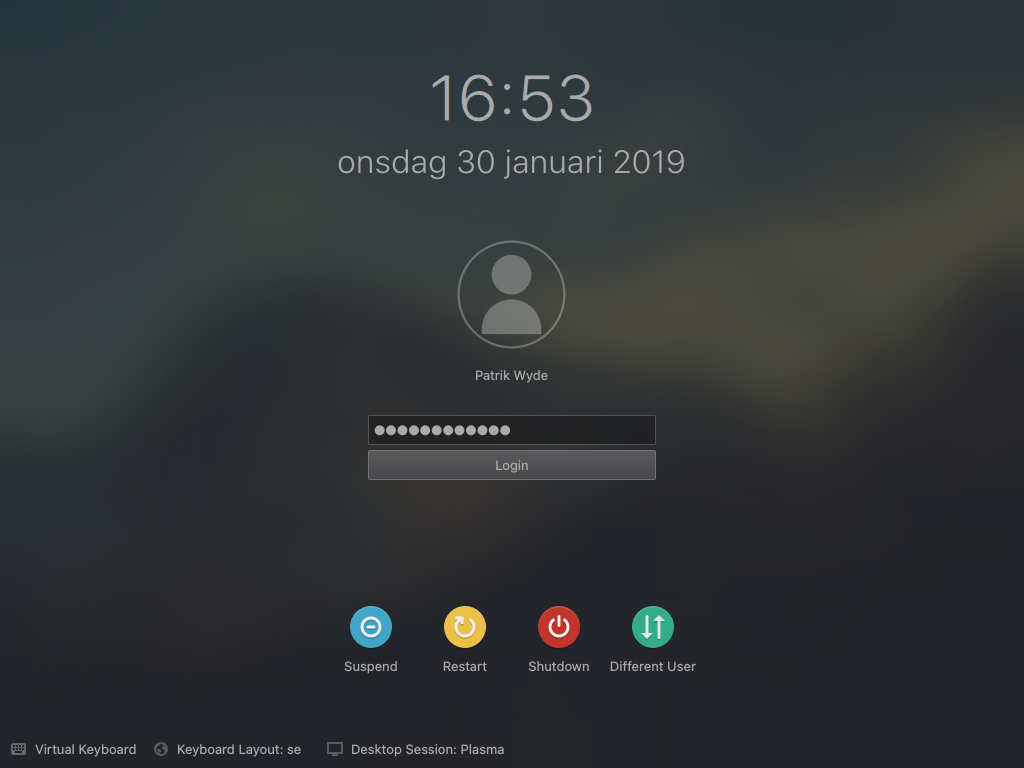 16:53
onsdag 30 januari 2019
Patrik Wyde
●●●●●●●●●●●●
Login
Suspend Restart Shutdown Different User
Virtual Keyboard Keyboard Layout: se Desktop Session: Plasma